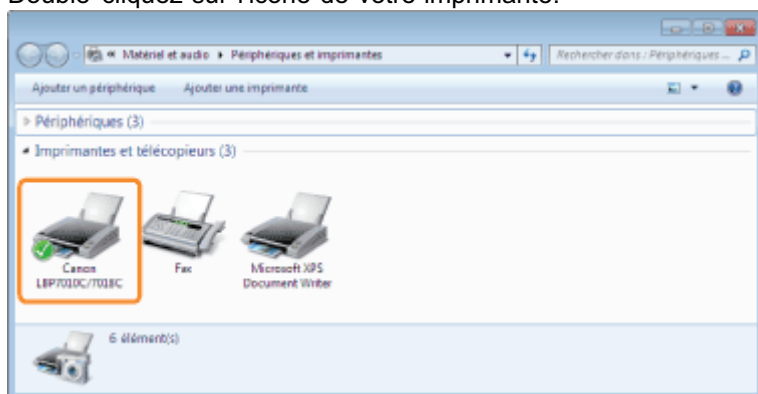 Double-cliquez sur l'icône de votre imprimante.
« Matériel et audio ▸ Périphériques et imprimantes
Rechercher dans : Périphériques ...
Ajouter un périphérique Ajouter une imprimante
Périphériques (3)
Imprimantes et télécopieurs (3)
Canon
LBP7010C/7018C
Fax
Microsoft XPS
Document Writer
6 élément(s)